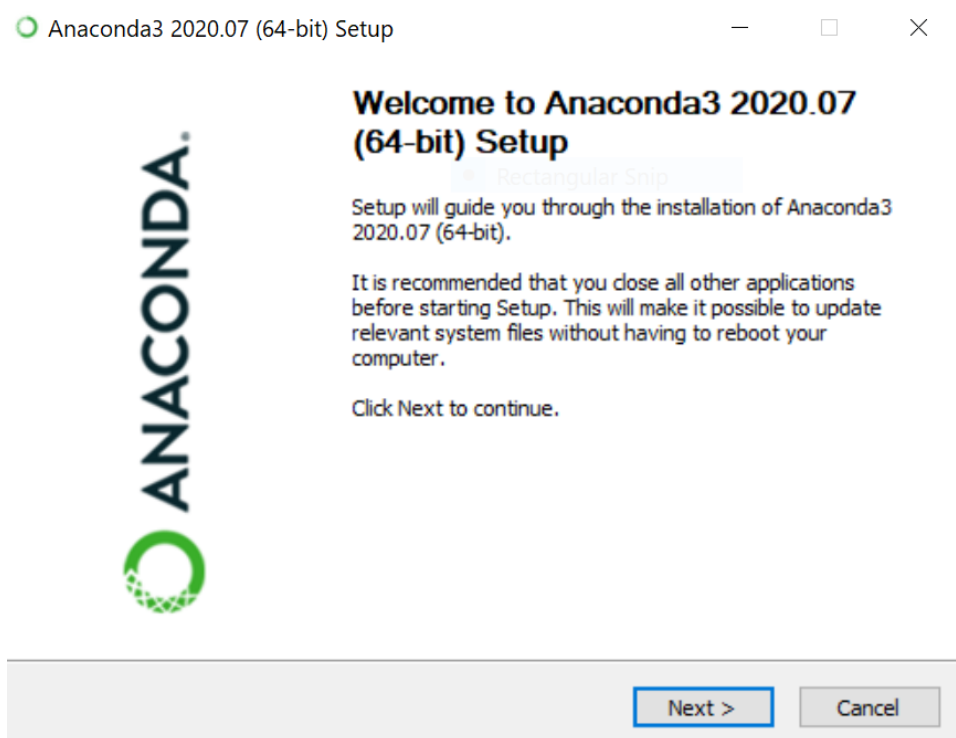 Anaconda3 2020.07 (64-bit) Setup
Welcome to Anaconda3 2020.07
(64-bit) Setup
Rectangular Snip
Setup will guide you through the installation of Anaconda3
2020.07 (64-bit).
It is recommended that you close all other applications
before starting Setup. This will make it possible to update
relevant system files without having to reboot your
computer.
Click Next to continue.
ANACONDA.
Next >
Cancel